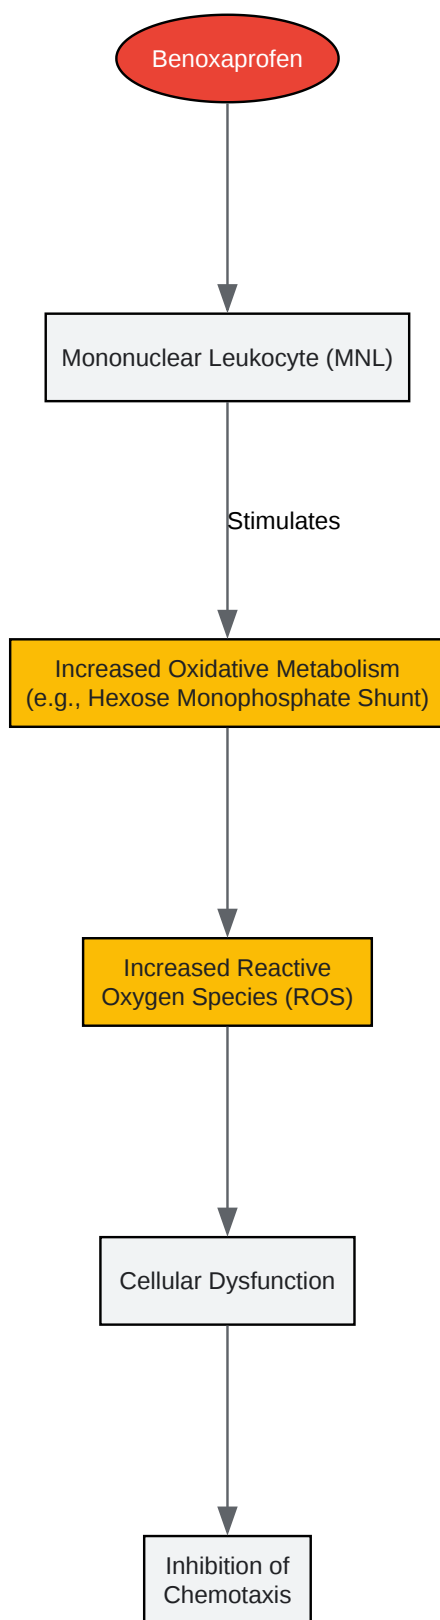 Benoxaprofen
Mononuclear Leukocyte (MNL)
Stimulates
Increased Oxidative Metabolism
(e.g., Hexose Monophosphate Shunt)
Increased Reactive
Oxygen Species (ROS)
Cellular Dysfunction
Inhibition of
Chemotaxis